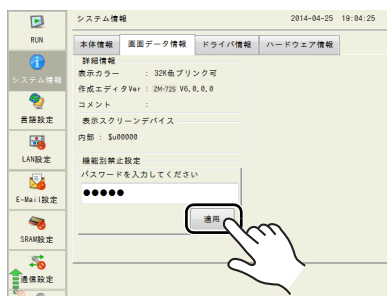 システム情報 2014-04-25 19:04:25
RUN
システム情報
言語設定
LAN設定
E-Mail設定
SRAM設定
通信設定
本体情報 画面データ情報 ドライバ情報 ハードウェア情報
詳細情報
表示カラー : 32K色ブリンク可
作成エディタVer : ZM-72S V6.0.0.0
コメント :
表示スクリーンデバイス
内部 : $u00000
機能別禁止設定
パスワードを入力してください
●●●●●
適用